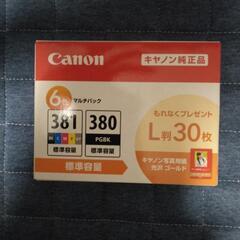 Canon
キヤノン純正品
6色マルチパック
もれなくプレゼント
L判30枚
381
380
PGBK
標準容量
標準容量
キヤノン写真用紙
光沢 ゴールド
標準容量